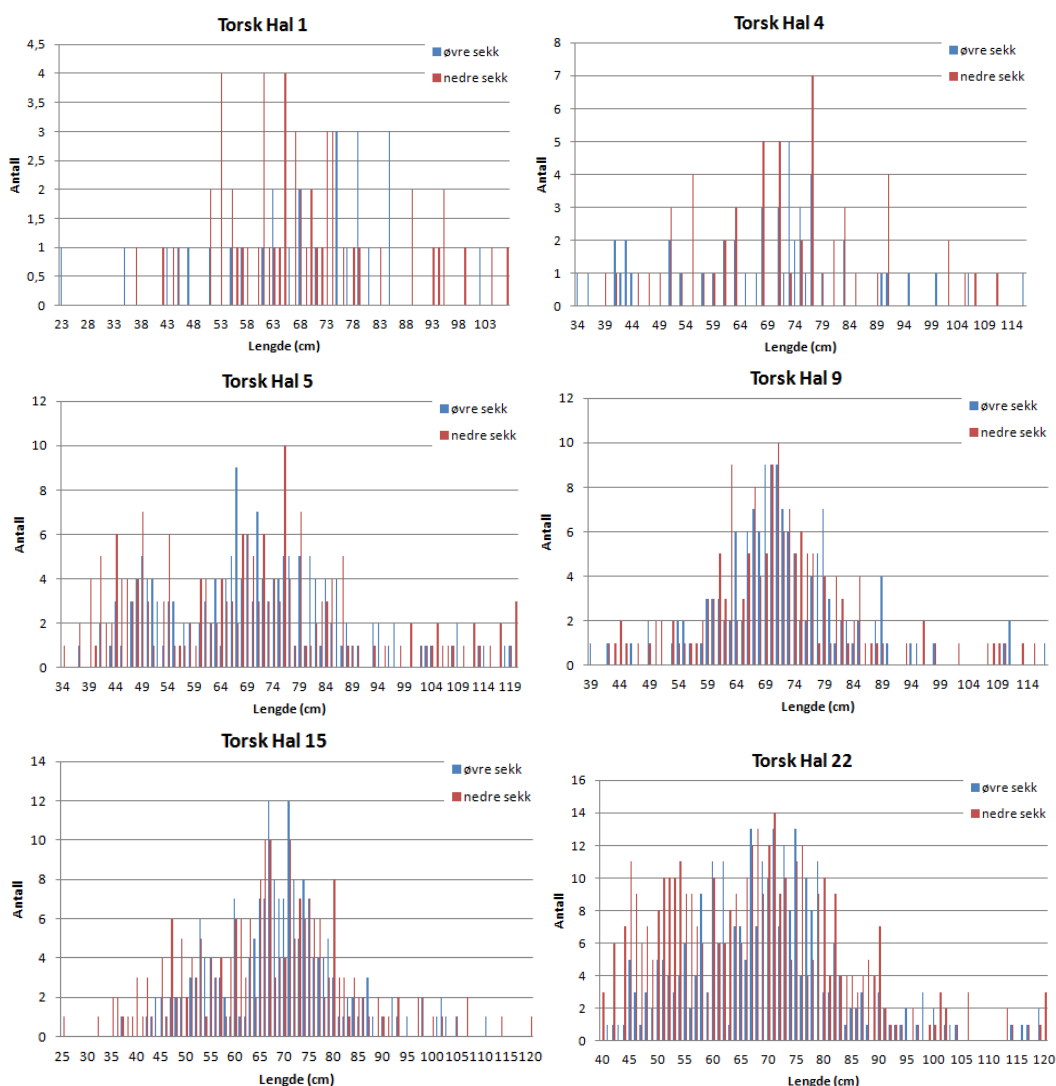 Torsk Hal 1
øvre sekk
nedre sekk
Antall
4,5
4
3,5
3
2,5
2
1,5
1
0,5
0
23 28 33 38 43 48 53 58 63 68 73 78 83 88 93 98 103
Lengde (cm)
Torsk Hal 4
øvre sekk
nedre sekk
Antall
8
7
6
5
4
3
2
1
0
34 39 44 49 54 59 64 69 74 79 84 89 94 99 104 109 114
Lengde (cm)
Torsk Hal 5
øvre sekk
nedre sekk
Antall
12
10
8
6
4
2
0
34 39 44 49 54 59 64 69 74 79 84 89 94 99 104 109 114 119
Lengde (cm)
Torsk Hal 9
øvre sekk
nedre sekk
Antall
12
10
8
6
4
2
0
39 44 49 54 59 64 69 74 79 84 89 94 99 104 109 114
Lengde (cm)
Torsk Hal 15
øvre sekk
nedre sekk
Antall
14
12
10
8
6
4
2
0
25 30 35 40 45 50 55 60 65 70 75 80 85 90 95 100 105 110 115 120
Lengde (cm)
Torsk Hal 22
øvre sekk
nedre sekk
Antall
16
14
12
10
8
6
4
2
0
40 45 50 55 60 65 70 75 80 85 90 95 100 105 110 115 120
Lengde (cm)